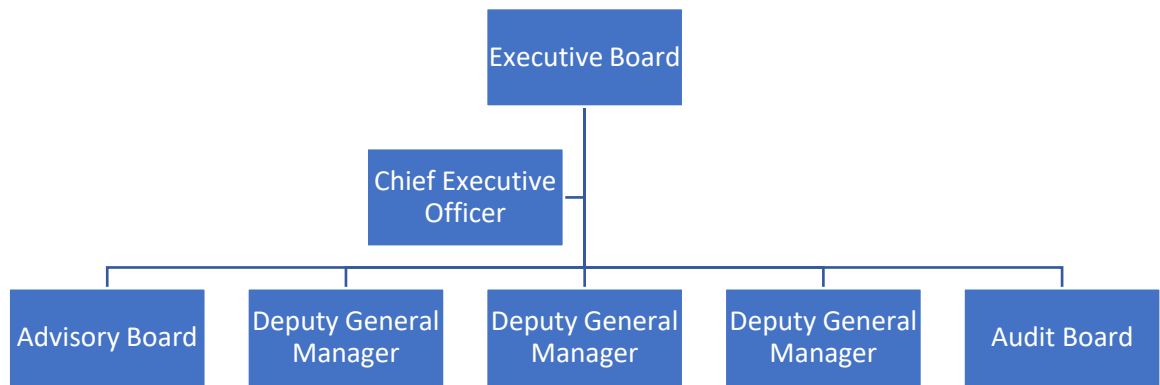 Executive Board
Chief Executive
Officer
Advisory Board
Deputy General
Manager
Deputy General
Manager
Deputy General
Manager
Audit Board